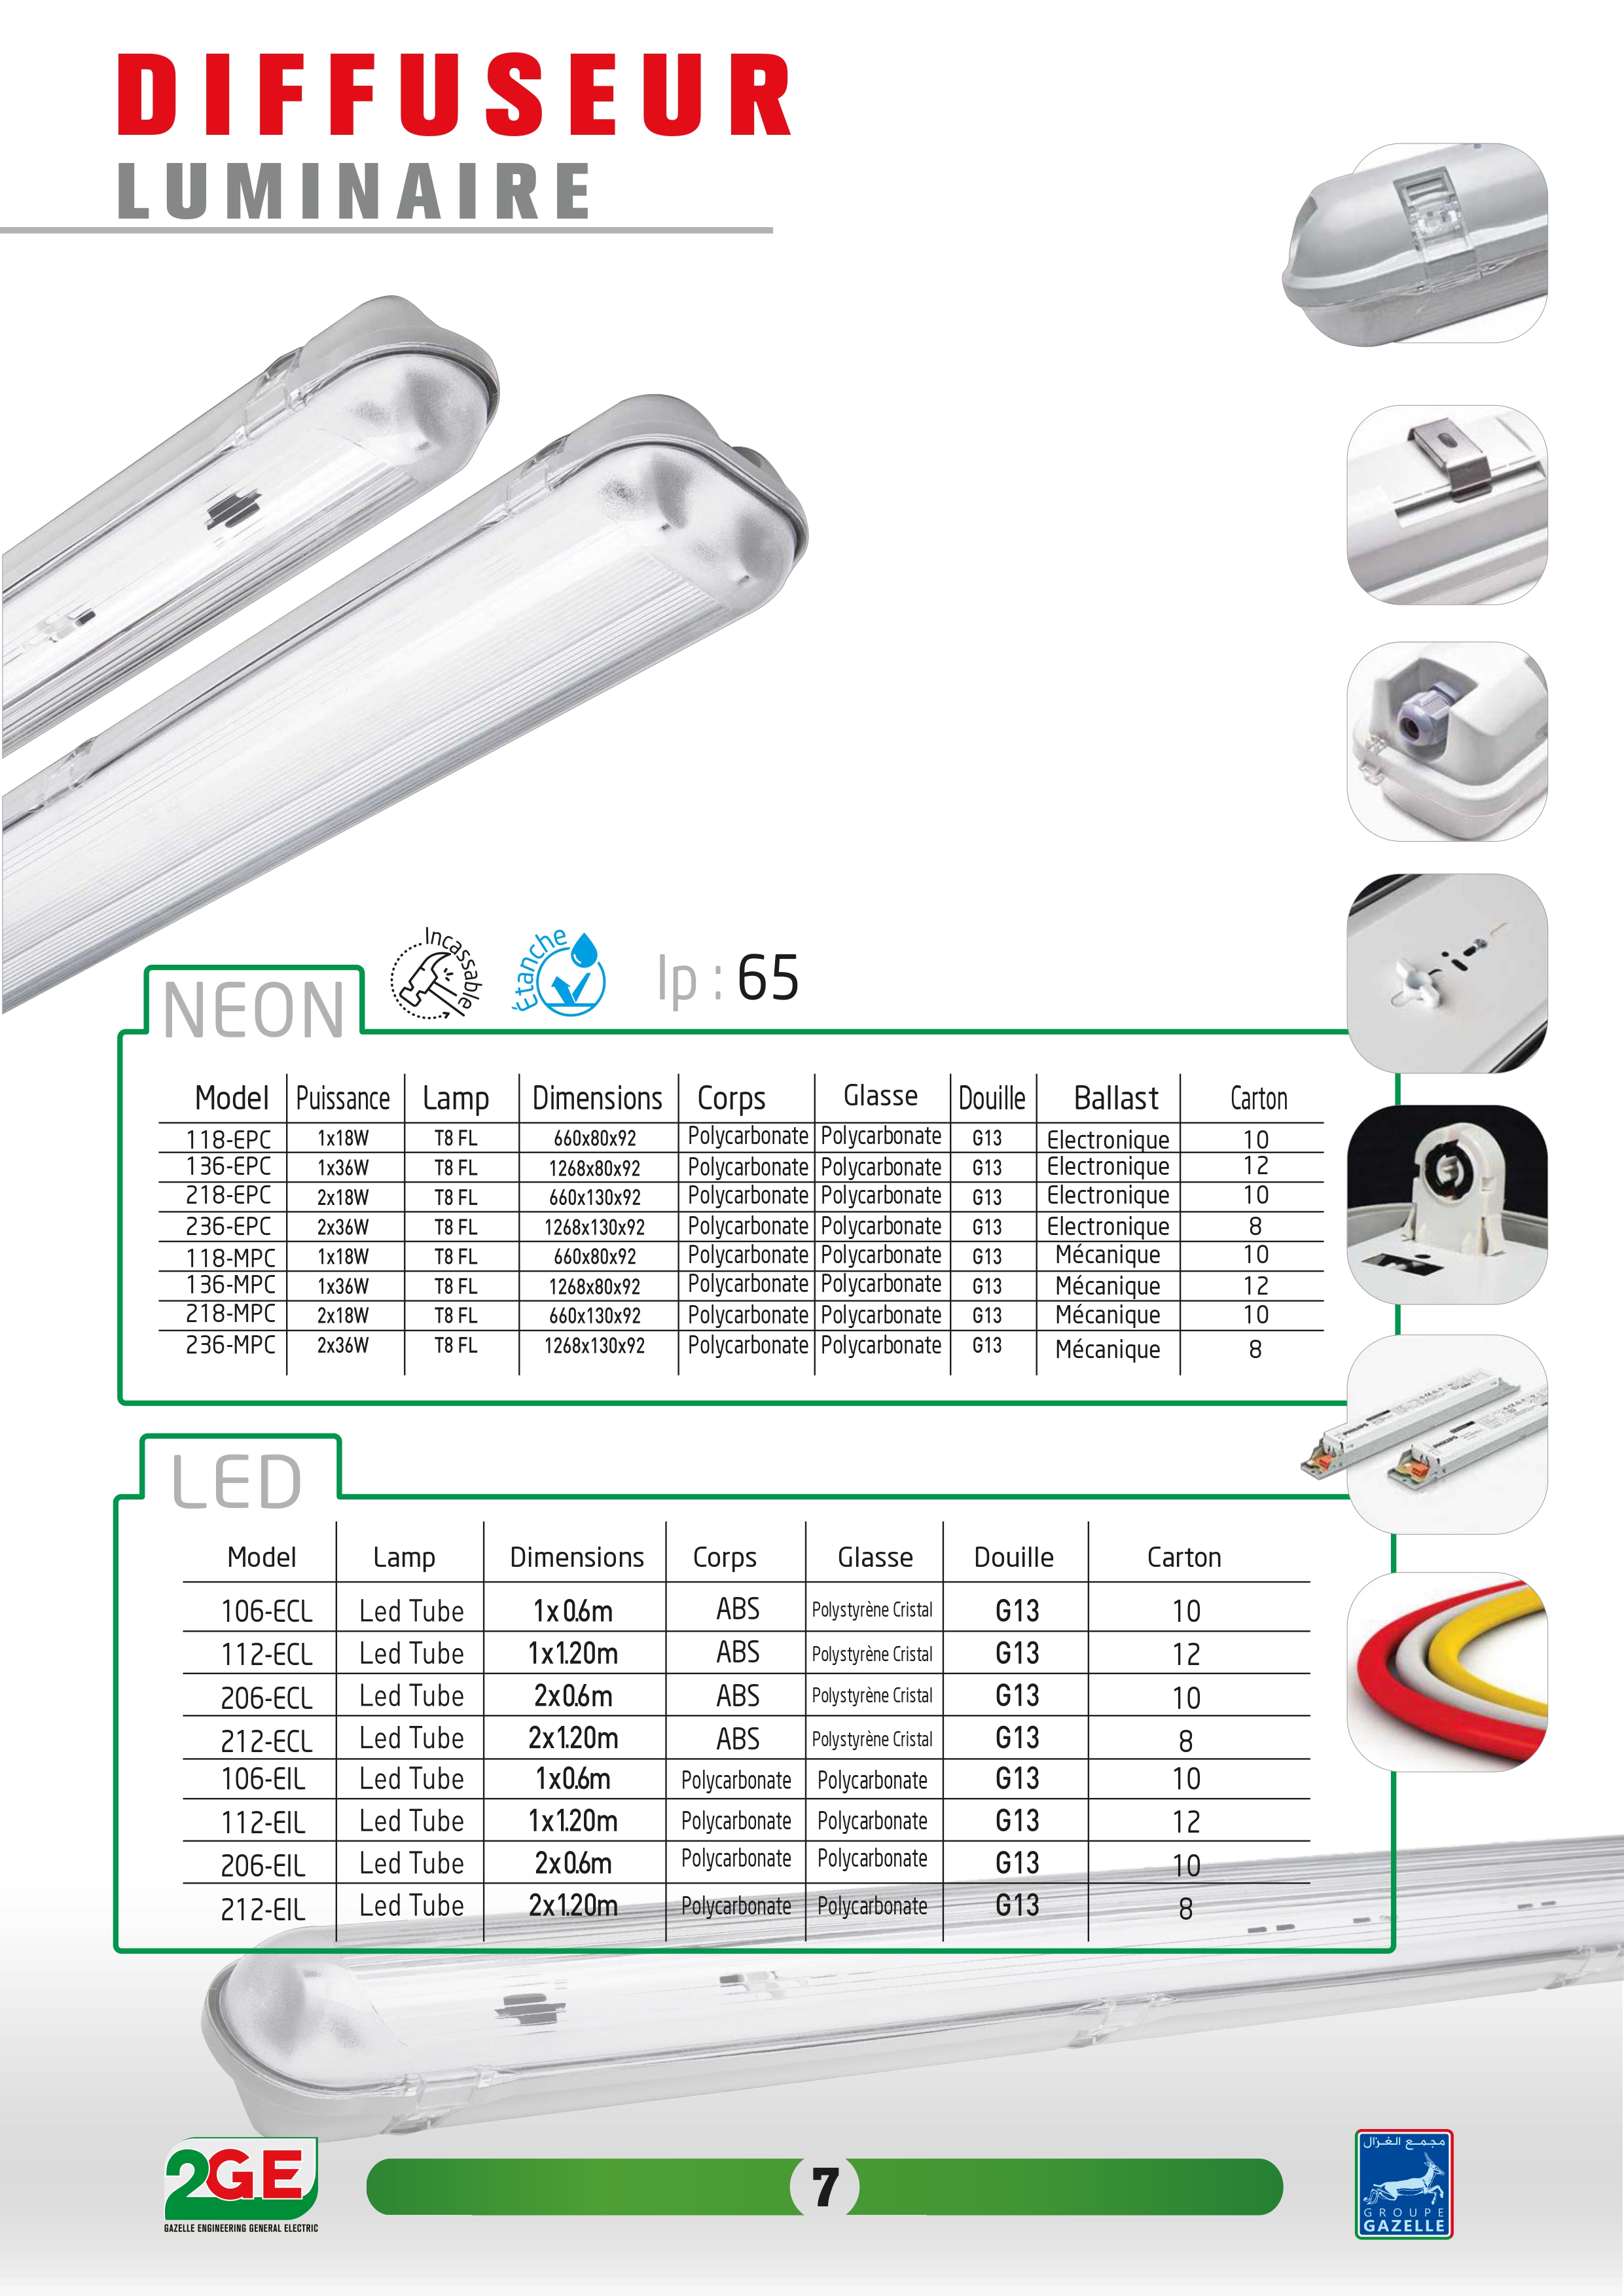 DIFFUSEUR
LUMINAIRE
Incassable
Étanche
Ip : 65
NEON
Model Puissance Lamp Dimensions Corps Glasse Douille Ballast Carton
118-EPC 1x18W T8 FL 660x80x92 Polycarbonate Polycarbonate G13 Electronique 10
136-EPC 1x36W T8 FL 1268x80x92 Polycarbonate Polycarbonate G13 Electronique 12
218-EPC 2x18W T8 FL 660x130x92 Polycarbonate Polycarbonate G13 Electronique 10
236-EPC 2x36W T8 FL 1268x130x92 Polycarbonate Polycarbonate G13 Electronique 8
118-MPC 1x18W T8 FL 660x80x92 Polycarbonate Polycarbonate G13 Mécanique 10
136-MPC 1x36W T8 FL 1268x80x92 Polycarbonate Polycarbonate G13 Mécanique 12
218-MPC 2x18W T8 FL 660x130x92 Polycarbonate Polycarbonate G13 Mécanique 10
236-MPC 2x36W T8 FL 1268x130x92 Polycarbonate Polycarbonate G13 Mécanique 8
PHILIPS
PHILIPS
LED
Model Lamp Dimensions Corps Glasse Douille Carton
106-ECL Led Tube 1x0.6m ABS Polystyrène Cristal G13 10
112-ECL Led Tube 1x1.20m ABS Polystyrène Cristal G13 12
206-ECL Led Tube 2x0.6m ABS Polystyrène Cristal G13 10
212-ECL Led Tube 2x1.20m ABS Polystyrène Cristal G13 8
106-EIL Led Tube 1x0.6m Polycarbonate Polycarbonate G13 10
112-EIL Led Tube 1x1.20m Polycarbonate Polycarbonate G13 12
206-EIL Led Tube 2x0.6m Polycarbonate Polycarbonate G13 10
212-EIL Led Tube 2x1.20m Polycarbonate Polycarbonate G13 8
2GE
GAZELLE ENGINEERING GENERAL ELECTRIC
7
مجمع الغزال
GROUPE
GAZELLE